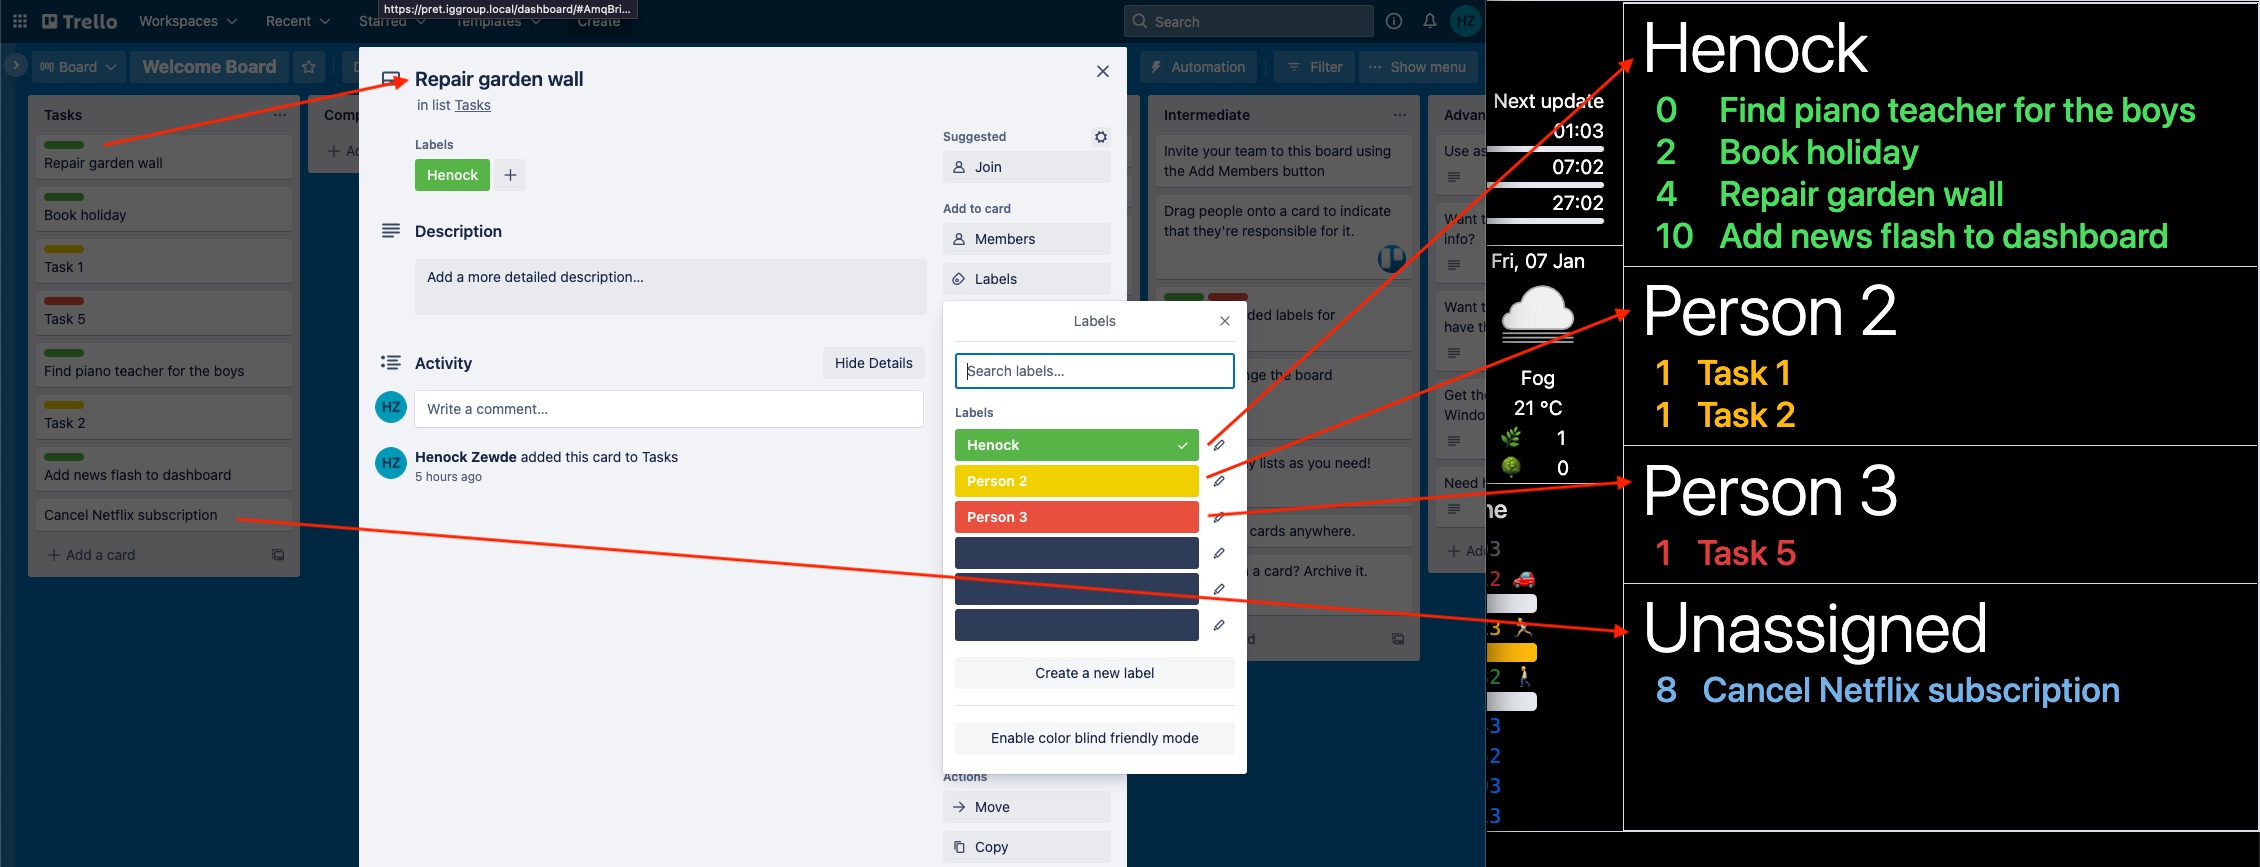 https://pret.iggroup.local/dashboard/#AmqBri...
Trello
Workspaces
Recent
Starred
Templates
Create
Search
HZ
Board
Welcome Board
Automation
Filter
Show menu
Tasks
Repair garden wall
Book holiday
Task 1
Task 5
Find piano teacher for the boys
Task 2
Add news flash to dashboard
Cancel Netflix subscription
Add a card
Repair garden wall
in list Tasks
Labels
Henock
Description
Add a more detailed description...
Activity
Hide Details
HZ
Write a comment...
HZ
Henock Zewde added this card to Tasks
5 hours ago
Suggested
Join
Add to card
Members
Labels
Labels
Search labels...
Labels
Henock
Person 2
Person 3
Create a new label
Enable color blind friendly mode
Actions
Move
Copy
Intermediate
Invite your team to this board using
the Add Members button
Drag people onto a card to indicate
that they're responsible for it.
labels for
board
lists as you need!
cards anywhere.
a card? Archive it.
Use
Want
info?
Want
have
Get
Need
Next update
01:03
07:02
27:02
Fri, 07 Jan
Fog
21 °C
1
0
Henock
0 Find piano teacher for the boys
2 Book holiday
4 Repair garden wall
10 Add news flash to dashboard
Person 2
1 Task 1
1 Task 2
Person 3
1 Task 5
Unassigned
8 Cancel Netflix subscription